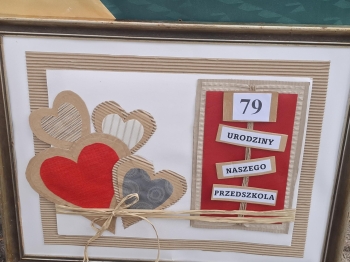 79
URODZINY
NASZEGO
PRZEDSZKOLA